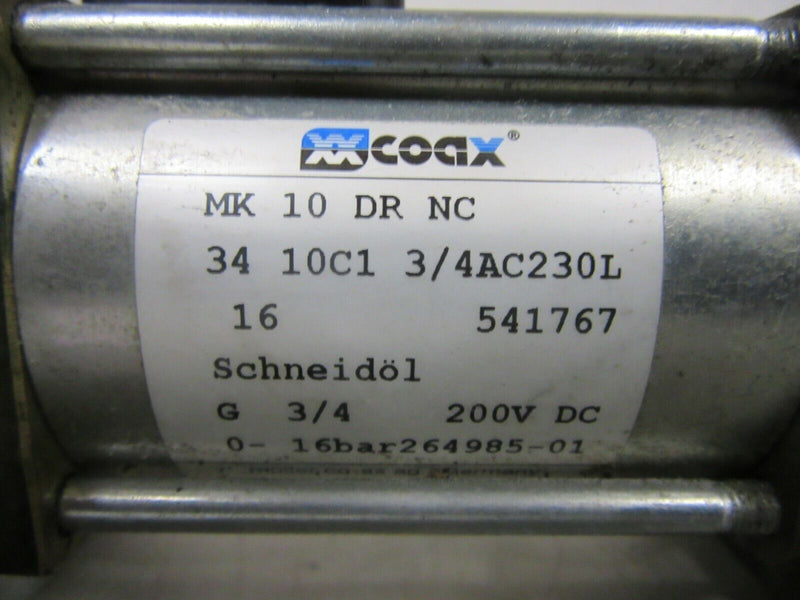 coax®
MK 10 DR NC
34 10C1 3/4AC230L
16 541767
Schneidöl
G 3/4 200V DC
0- 16bar264985-01